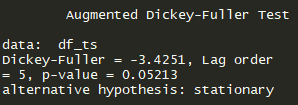 Augmented Dickey-Fuller Test
data:  df_ts
Dickey-Fuller = -3.4251, Lag order
= 5, p-value = 0.05213
alternative hypothesis: stationary